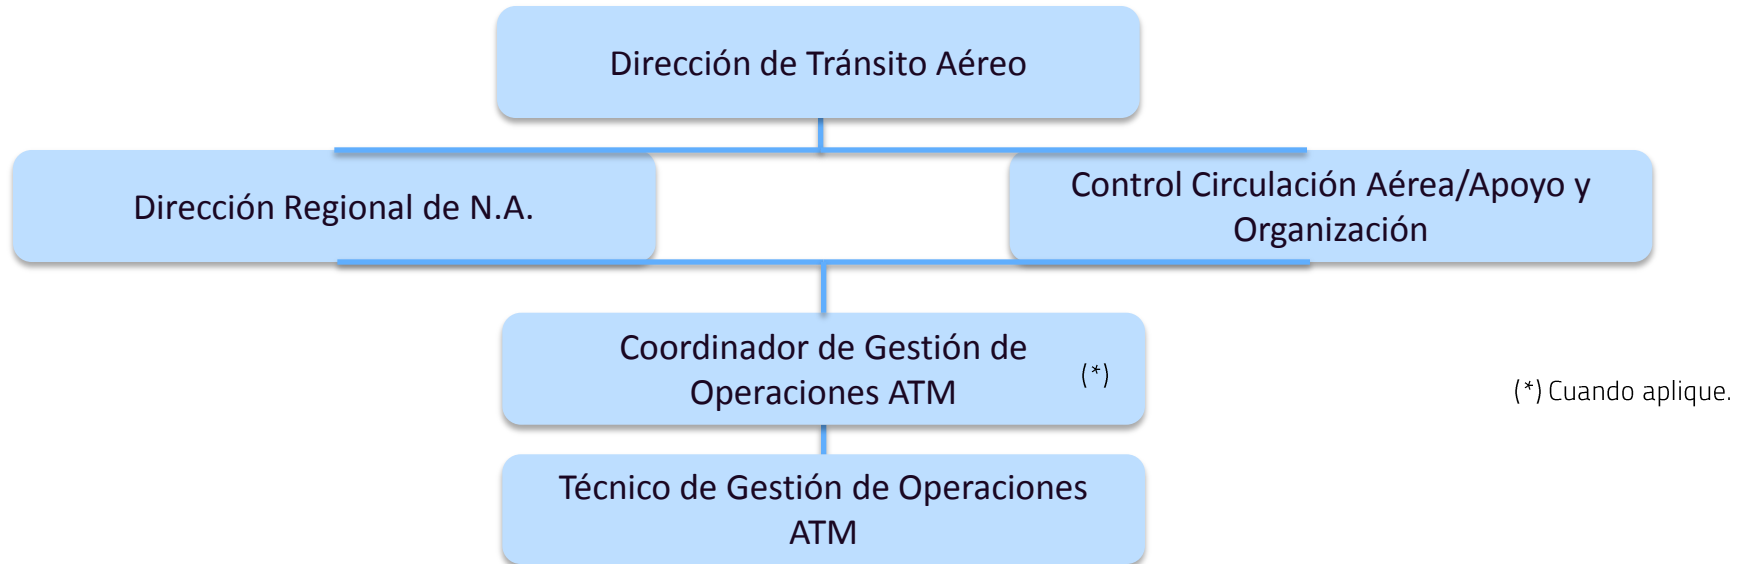 Dirección de Tránsito Aéreo
Dirección Regional de N.A.
Control Circulación Aérea/Apoyo y
Organización
Coordinador de Gestión de
Operaciones ATM
(*)
(*) Cuando aplique.
Técnico de Gestión de Operaciones
ATM